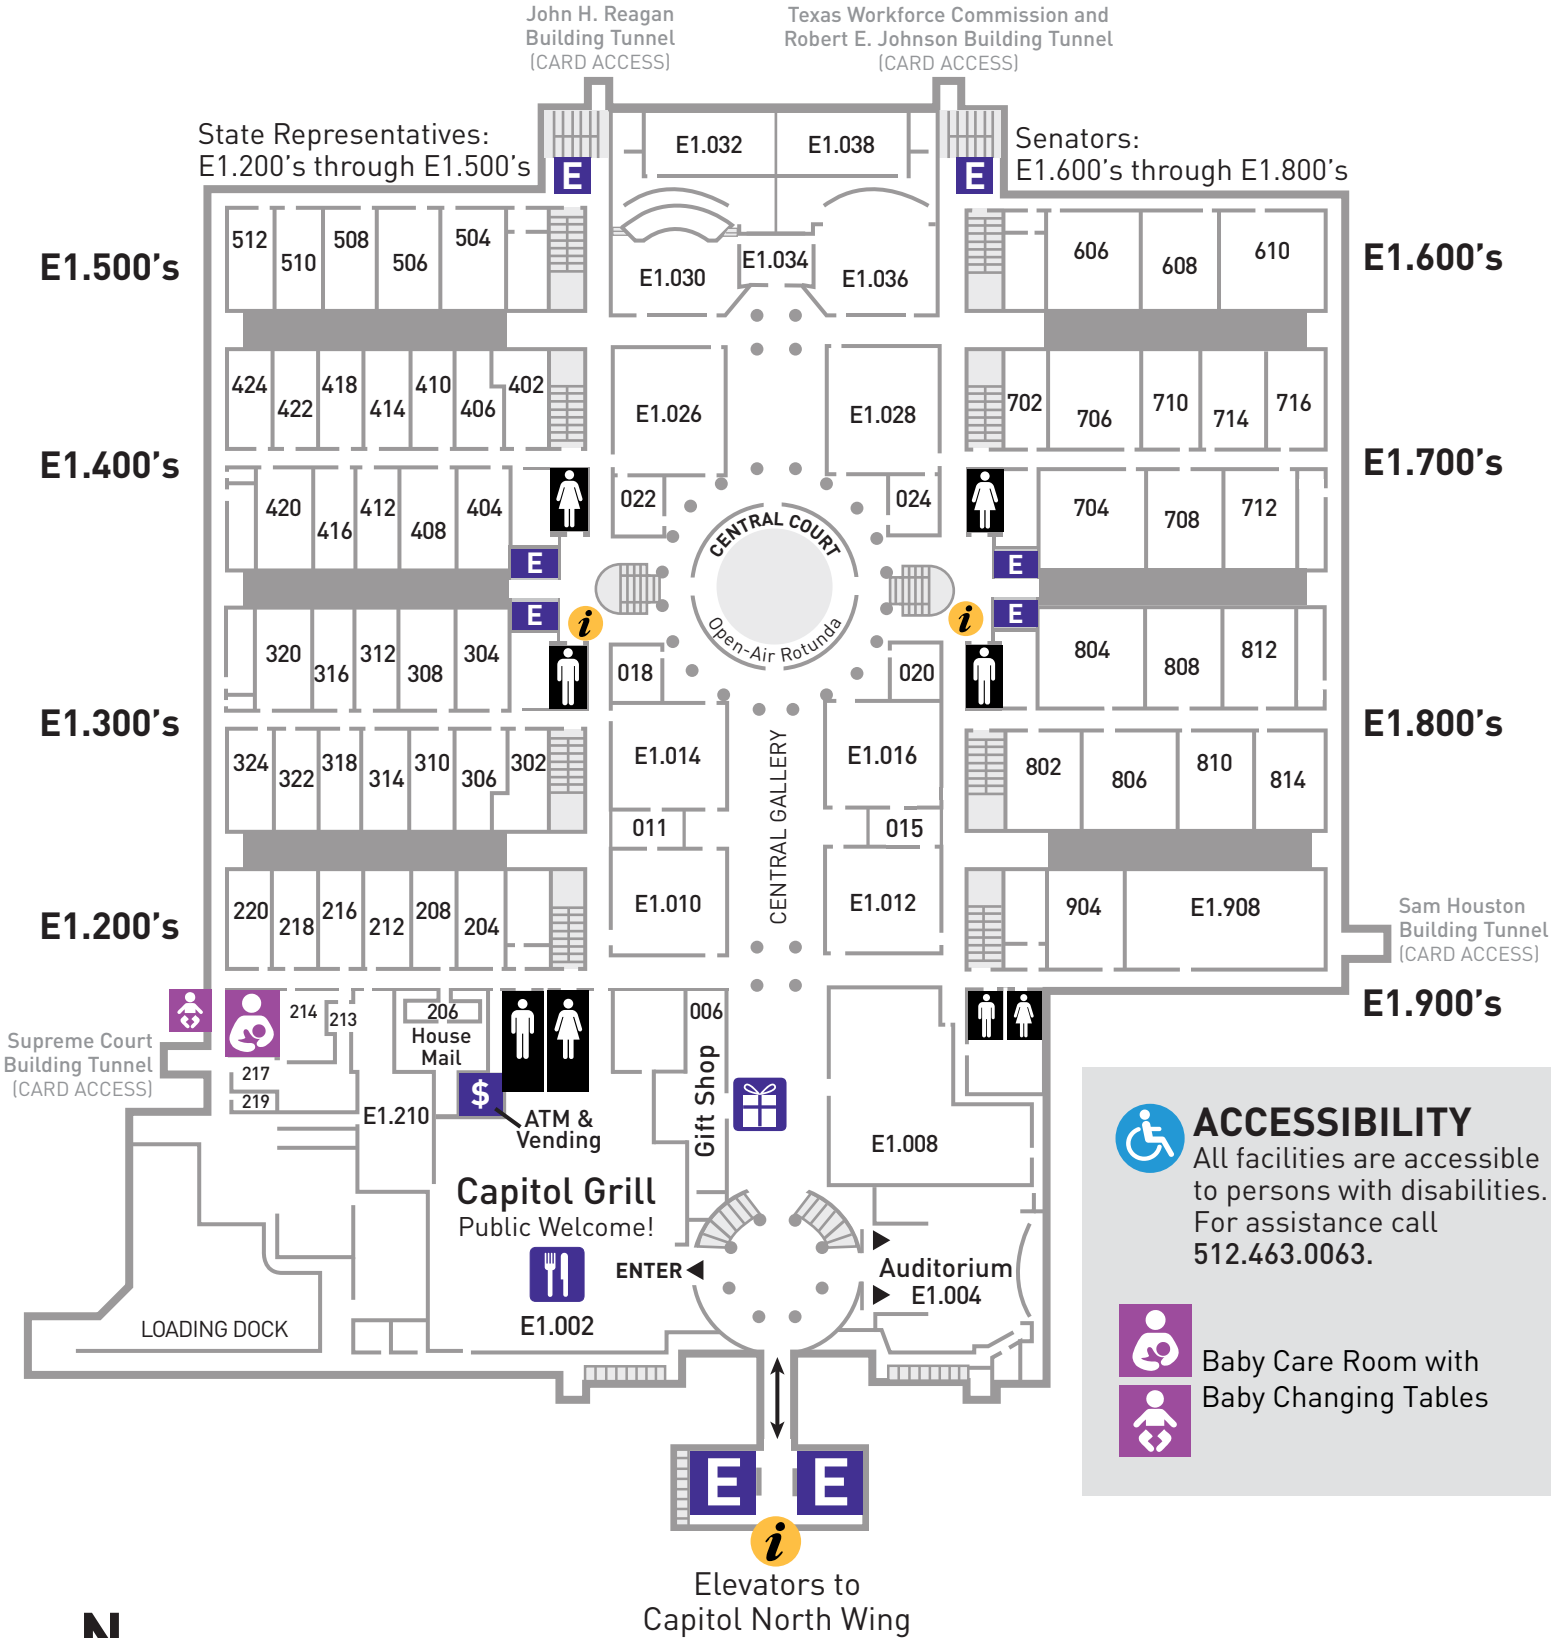 John H. Reagan
Building Tunnel
(CARD ACCESS)
Texas Workforce Commission and
Robert E. Johnson Building Tunnel
(CARD ACCESS)
State Representatives:
E1.200's through E1.500's
Senators:
E1.600's through E1.800's
E
E
E1.032
E1.038
E1.030
E1.034
E1.036
E1.500's
512
510
508
506
504
606
608
610
E1.600's
424
422
418
414
410
406
402
E1.026
E1.028
702
706
710
714
716
E1.400's
E1.700's
420
416
412
408
404
022
024
704
708
712
E
E
CENTRAL COURT
Open-Air Rotunda
E
E
i
i
320
316
312
308
304
018
020
804
808
812
E1.300's
E1.800's
324
322
318
314
310
306
302
E1.014
E1.016
802
806
810
814
011
015
CENTRAL GALLERY
E1.200's
220
218
216
212
208
204
E1.010
E1.012
904
E1.908
Sam Houston
Building Tunnel
(CARD ACCESS)
E1.900's
Supreme Court
Building Tunnel
(CARD ACCESS)
214
213
206
House
Mail
217
219
E1.210
$
ATM &
Vending
006
Gift Shop
E1.008
Capitol Grill
Public Welcome!
ENTER
E1.002
Auditorium
E1.004
LOADING DOCK
ACCESSIBILITY
All facilities are accessible
to persons with disabilities.
For assistance call
512.463.0063.
Baby Care Room with
Baby Changing Tables
E
E
i
Elevators to
Capitol North Wing
N